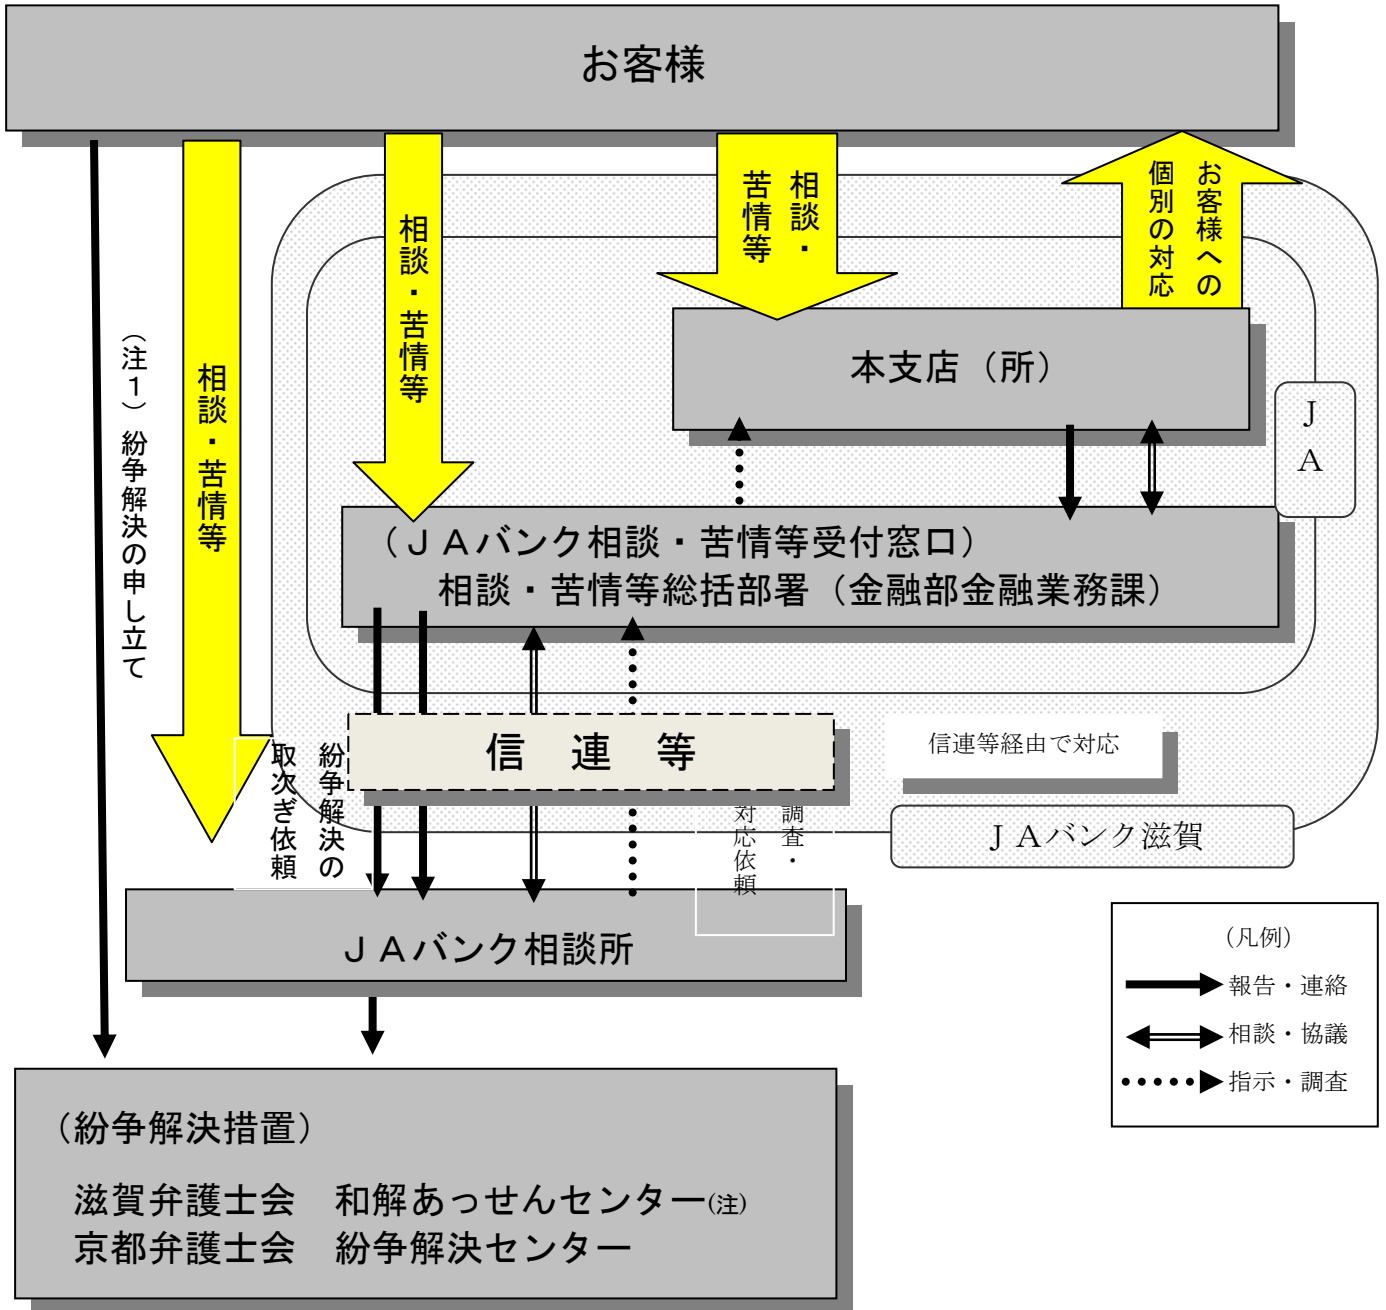 お客様
(注1)紛争解決の申し立て
相談・苦情等
相談・苦情等
相談・
苦情等
お客様への
個別の対応
本支店(所)
JA
(JAバンク相談・苦情等受付窓口)
相談・苦情等総括部署(金融部金融業務課)
信連等
信連等経由で対応
紛争解決の
取次ぎ依頼
調査・
対応依頼
JAバンク滋賀
JAバンク相談所
(凡例)
報告・連絡
相談・協議
指示・調査
(紛争解決措置)
滋賀弁護士会 和解あっせんセンター(注)
京都弁護士会 紛争解決センター